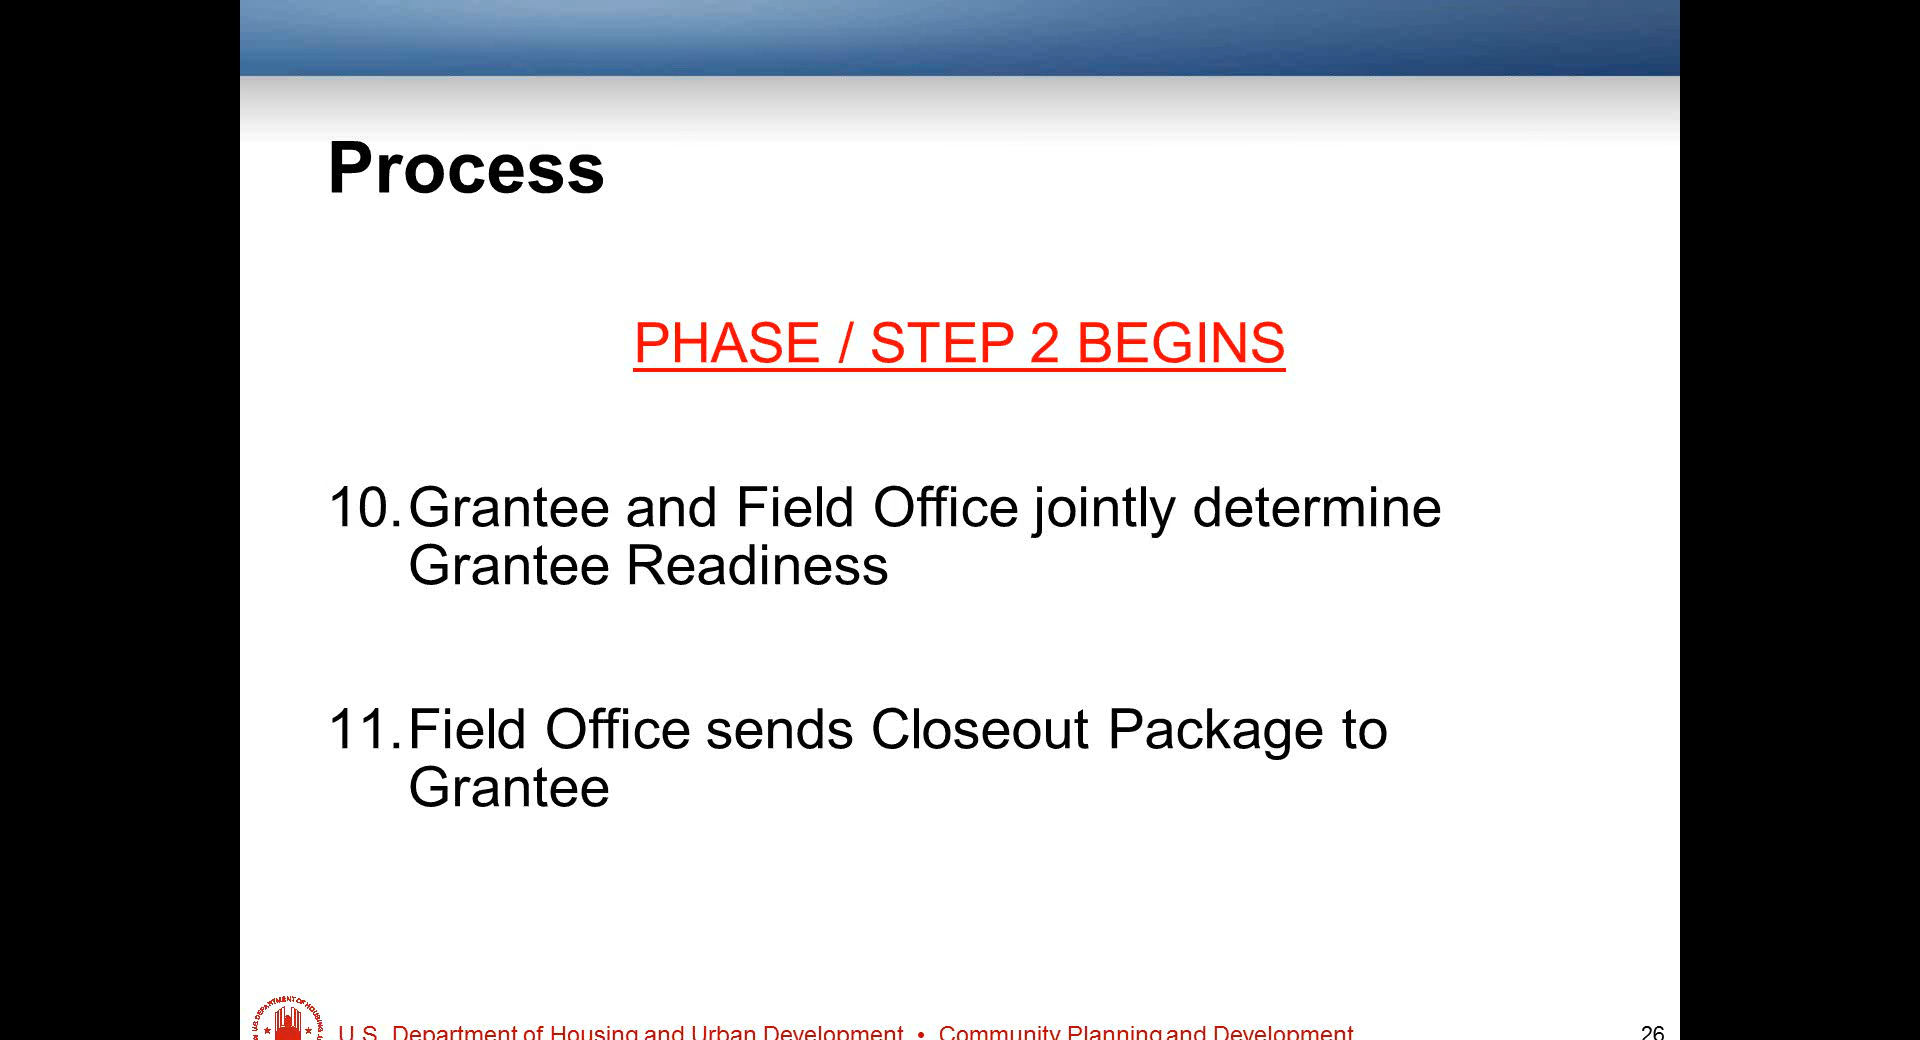 Process
PHASE / STEP 2 BEGINS
10. Grantee and Field Office jointly determine
Grantee Readiness
11. Field Office sends Closeout Package to
Grantee
U.S. Department of Housing and Urban Development • Community Planning and Development
26